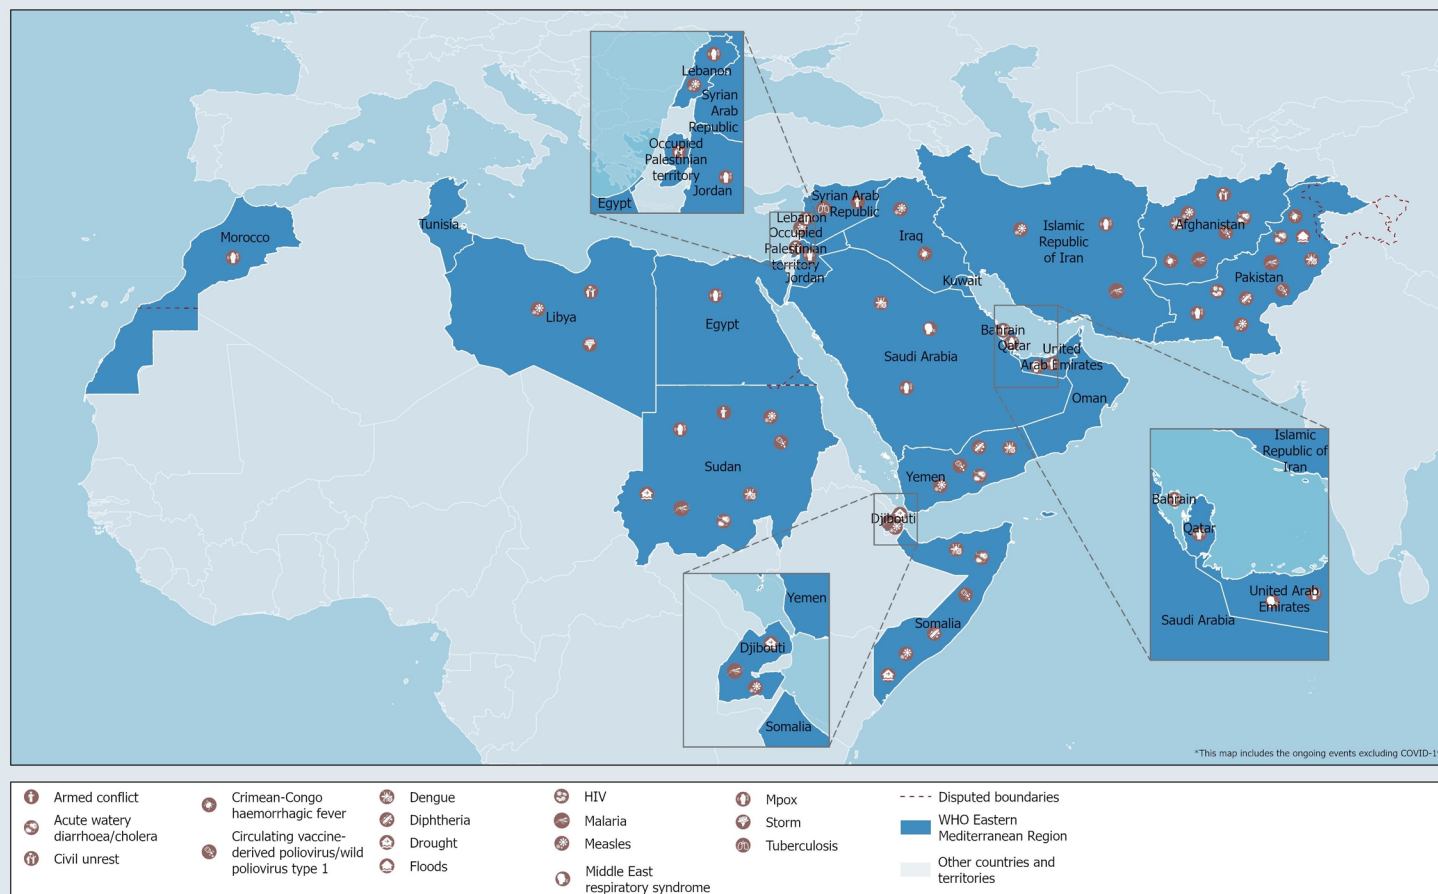 Lebanon
Syrian
Arab
Republic
Occupied
Palestinian
territory
Jordan
Egypt
Morocco
Tunisia
Libya
Egypt
Sudan
Syrian Arab
Republic
Lebanon
Occupied
Palestinian
territory
Jordan
Iraq
Kuwait
Islamic
Republic
of Iran
Afghanistan
Pakistan
Saudi Arabia
Bahrain
Qatar
United
Arab Emirates
Oman
Yemen
Djibouti
Somalia
Yemen
Djibouti
Somalia
Islamic
Republic of
Iran
Bahrain
Qatar
United Arab
Emirates
Saudi Arabia
*This map includes the ongoing events excluding COVID-19
Armed conflict
Acute watery
diarrhoea/cholera
Civil unrest
Crimean-Congo
haemorrhagic fever
Circulating vaccine-
derived poliovirus/wild
poliovirus type 1
Dengue
Diphtheria
Drought
Floods
HIV
Malaria
Measles
Middle East
respiratory syndrome
Mpox
Storm
Tuberculosis
Disputed boundaries
WHO Eastern
Mediterranean Region
Other countries and
territories